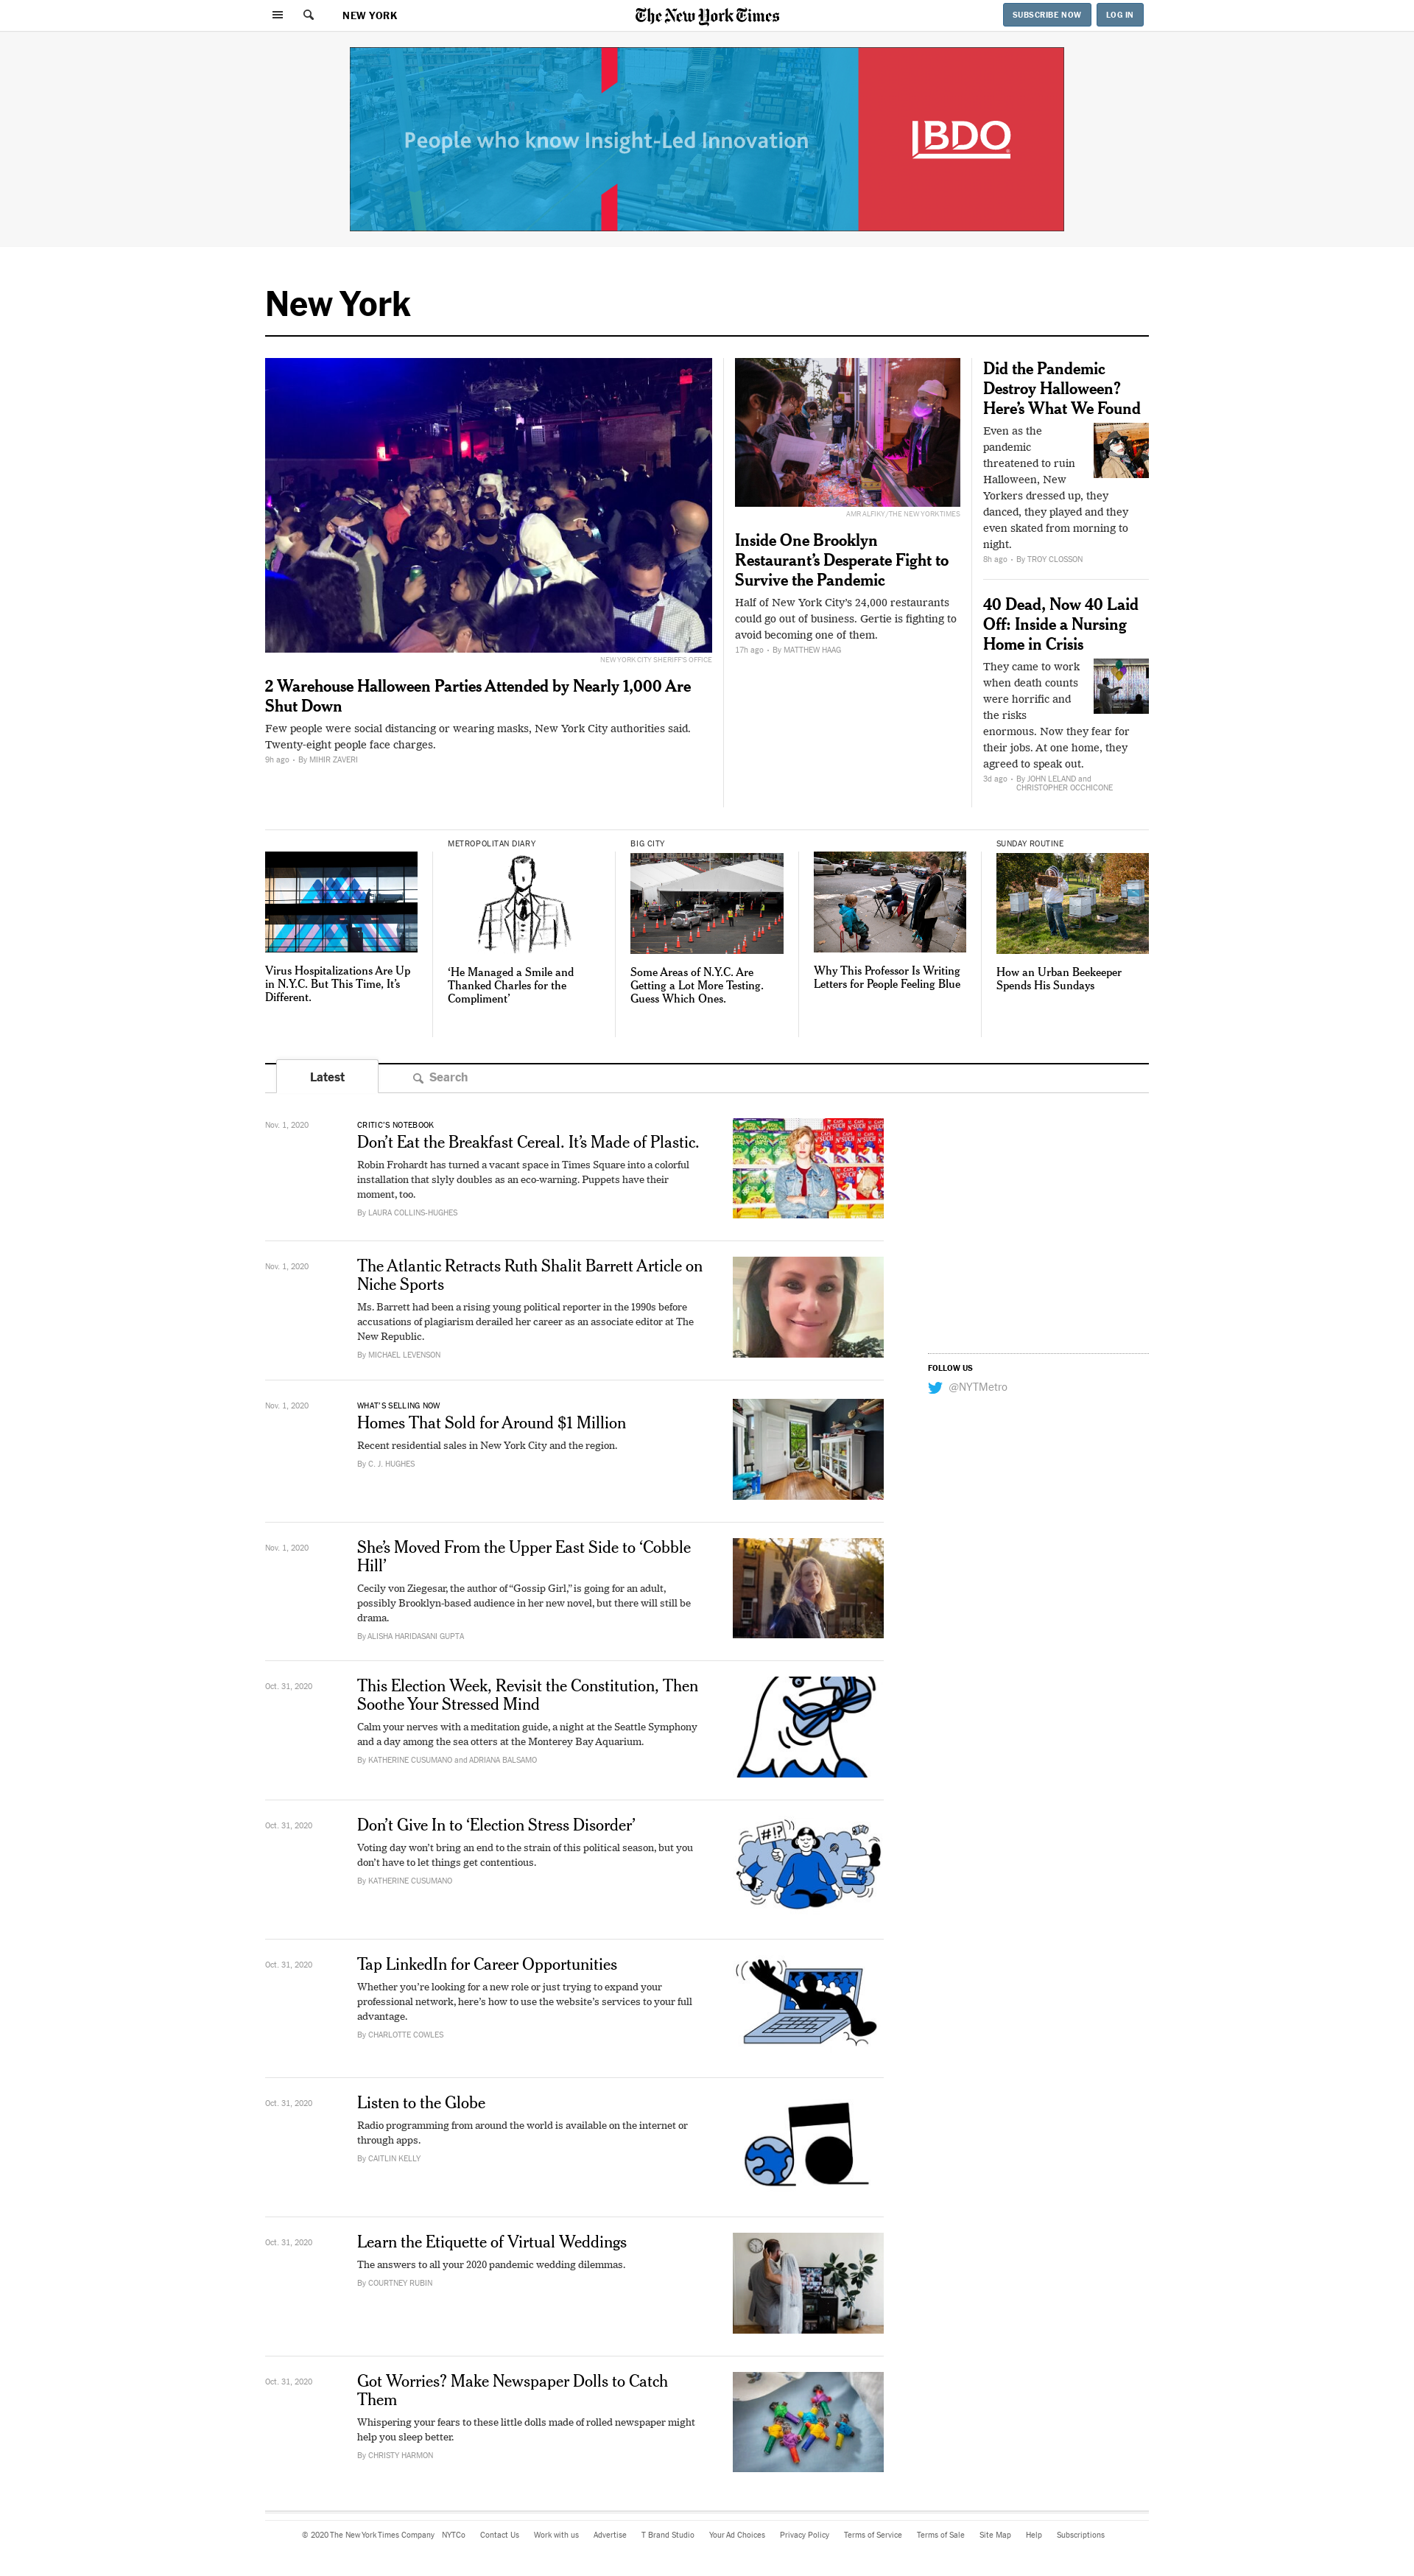 NEW YORK
The New York Times
SUBSCRIBE NOW
LOG IN
People who know Insight-Led Innovation
BDO
New York
NEW YORK CITY SHERIFF'S OFFICE
2 Warehouse Halloween Parties Attended by Nearly 1,000 Are
Shut Down
Few people were social distancing or wearing masks, New York City authorities said.
Twenty-eight people face charges.
9h ago • By MIHIR ZAVERI
AMR ALFIKY/THE NEW YORK TIMES
Inside One Brooklyn
Restaurant’s Desperate Fight to
Survive the Pandemic
Half of New York City's 24,000 restaurants
could go out of business. Gertie is fighting to
avoid becoming one of them.
17h ago • By MATTHEW HAAG
Did the Pandemic
Destroy Halloween?
Here’s What We Found
Even as the
pandemic
threatened to ruin
Halloween, New
Yorkers dressed up, they
danced, they played and they
even skated from morning to
night.
8h ago • By TROY CLOSSON
40 Dead, Now 40 Laid
Off: Inside a Nursing
Home in Crisis
They came to work
when death counts
were horrific and
the risks
enormous. Now they fear for
their jobs. At one home, they
agreed to speak out.
3d ago • By JOHN LELAND and
CHRISTOPHER OCCHICONE
Virus Hospitalizations Are Up
in N.Y.C. But This Time, It’s
Different.
METROPOLITAN DIARY
‘He Managed a Smile and
Thanked Charles for the
Compliment’
BIG CITY
Some Areas of N.Y.C. Are
Getting a Lot More Testing.
Guess Which Ones.
Why This Professor Is Writing
Letters for People Feeling Blue
SUNDAY ROUTINE
How an Urban Beekeeper
Spends His Sundays
Latest
Search
Nov. 1, 2020
CRITIC'S NOTEBOOK
Don’t Eat the Breakfast Cereal. It’s Made of Plastic.
Robin Frohardt has turned a vacant space in Times Square into a colorful
installation that slyly doubles as an eco-warning. Puppets have their
moment, too.
By LAURA COLLINS-HUGHES
Nov. 1, 2020
The Atlantic Retracts Ruth Shalit Barrett Article on
Niche Sports
Ms. Barrett had been a rising young political reporter in the 1990s before
accusations of plagiarism derailed her career as an associate editor at The
New Republic.
By MICHAEL LEVENSON
Nov. 1, 2020
WHAT'S SELLING NOW
Homes That Sold for Around $1 Million
Recent residential sales in New York City and the region.
By C. J. HUGHES
Nov. 1, 2020
She’s Moved From the Upper East Side to ‘Cobble
Hill’
Cecily von Ziegesar, the author of “Gossip Girl,” is going for an adult,
possibly Brooklyn-based audience in her new novel, but there will still be
drama.
By ALISHA HARIDASANI GUPTA
Oct. 31, 2020
This Election Week, Revisit the Constitution, Then
Soothe Your Stressed Mind
Calm your nerves with a meditation guide, a night at the Seattle Symphony
and a day among the sea otters at the Monterey Bay Aquarium.
By KATHERINE CUSUMANO and ADRIANA BALSAMO
Oct. 31, 2020
Don’t Give In to ‘Election Stress Disorder’
Voting day won’t bring an end to the strain of this political season, but you
don’t have to let things get contentious.
By KATHERINE CUSUMANO
#!?
Oct. 31, 2020
Tap LinkedIn for Career Opportunities
Whether you’re looking for a new role or just trying to expand your
professional network, here’s how to use the website’s services to your full
advantage.
By CHARLOTTE COWLES
Oct. 31, 2020
Listen to the Globe
Radio programming from around the world is available on the internet or
through apps.
By CAITLIN KELLY
Oct. 31, 2020
Learn the Etiquette of Virtual Weddings
The answers to all your 2020 pandemic wedding dilemmas.
By COURTNEY RUBIN
Oct. 31, 2020
Got Worries? Make Newspaper Dolls to Catch
Them
Whispering your fears to these little dolls made of rolled newspaper might
help you sleep better.
By CHRISTY HARMON
FOLLOW US
@NYTMetro
© 2020 The New York Times Company NYTCo Contact Us Work with us Advertise T Brand Studio Your Ad Choices Privacy Policy Terms of Service Terms of Sale Site Map Help Subscriptions